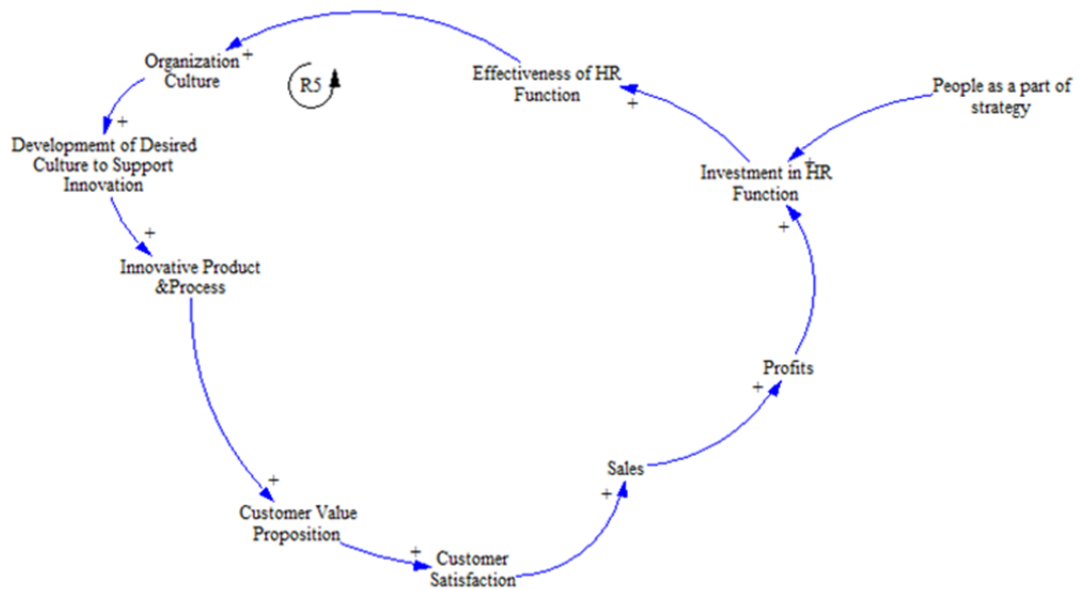 Organization
Culture
+
R5
Effectiveness of HR
Function
+
People as a part of
strategy
+
Developmemt of Desired
Culture to Support
Innovation
+
Investment in HR
Function
+
+
Innovative Product
&Process
+
Profits
+
Sales
+
Customer Value
Proposition
+
Customer
Satisfaction
+